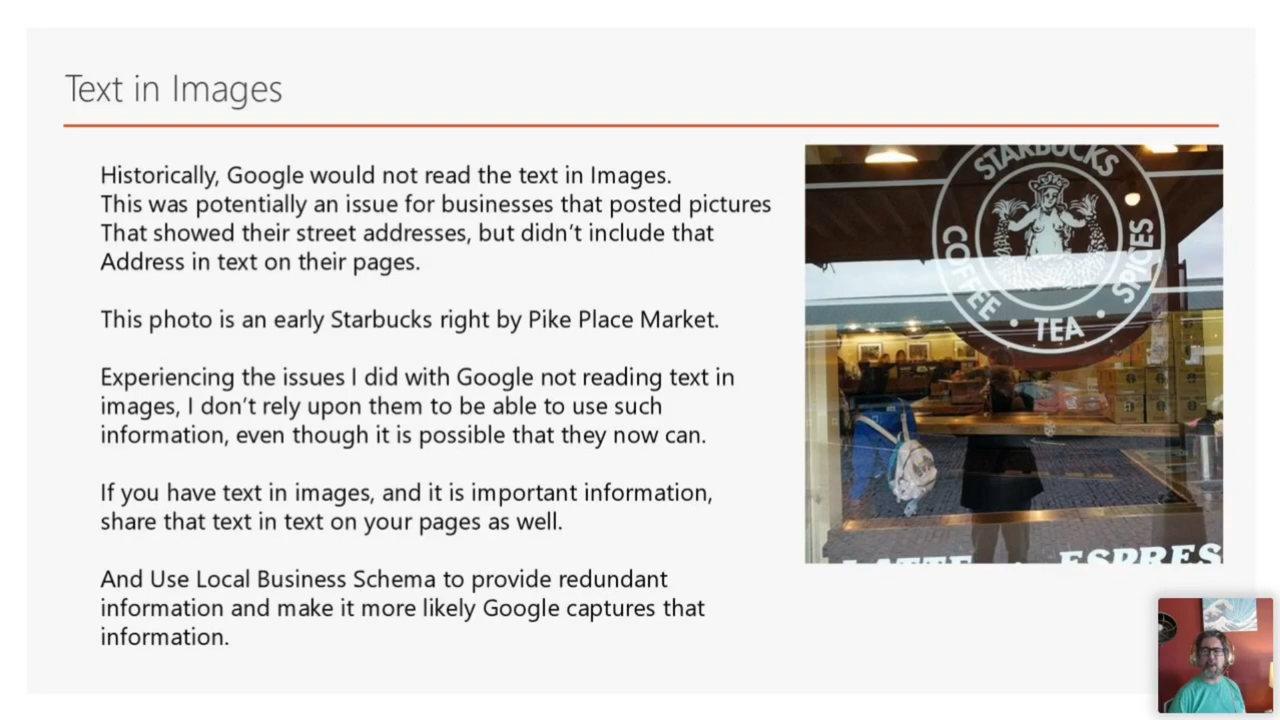 Text in Images
Historically, Google would not read the text in Images.
This was potentially an issue for businesses that posted pictures
That showed their street addresses, but didn’t include that
Address in text on their pages.
This photo is an early Starbucks right by Pike Place Market.
Experiencing the issues I did with Google not reading text in
images, I don’t rely upon them to be able to use such
information, even though it is possible that they now can.
If you have text in images, and it is important information,
share that text in text on your pages as well.
And Use Local Business Schema to provide redundant
information and make it more likely Google captures that
information.
STARBUCKS
COFFEE • TEA • SPICES
LATTE • ESPRES